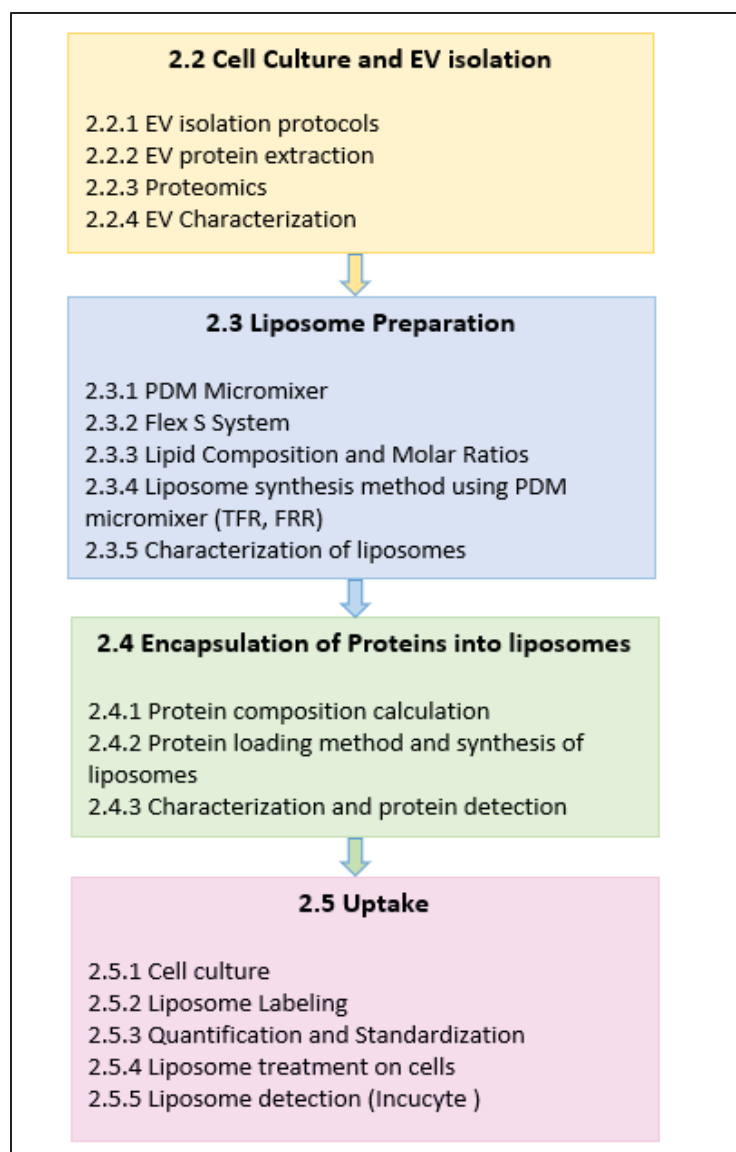 2.2 Cell Culture and EV isolation
2.2.1 EV isolation protocols
2.2.2 EV protein extraction
2.2.3 Proteomics
2.2.4 EV Characterization
2.3 Liposome Preparation
2.3.1 PDM Micromixer
2.3.2 Flex S System
2.3.3 Lipid Composition and Molar Ratios
2.3.4 Liposome synthesis method using PDM
micromixer (TFR, FRR)
2.3.5 Characterization of liposomes
2.4 Encapsulation of Proteins into liposomes
2.4.1 Protein composition calculation
2.4.2 Protein loading method and synthesis of
liposomes
2.4.3 Characterization and protein detection
2.5 Uptake
2.5.1 Cell culture
2.5.2 Liposome Labeling
2.5.3 Quantification and Standardization
2.5.4 Liposome treatment on cells
2.5.5 Liposome detection (Incucyte )